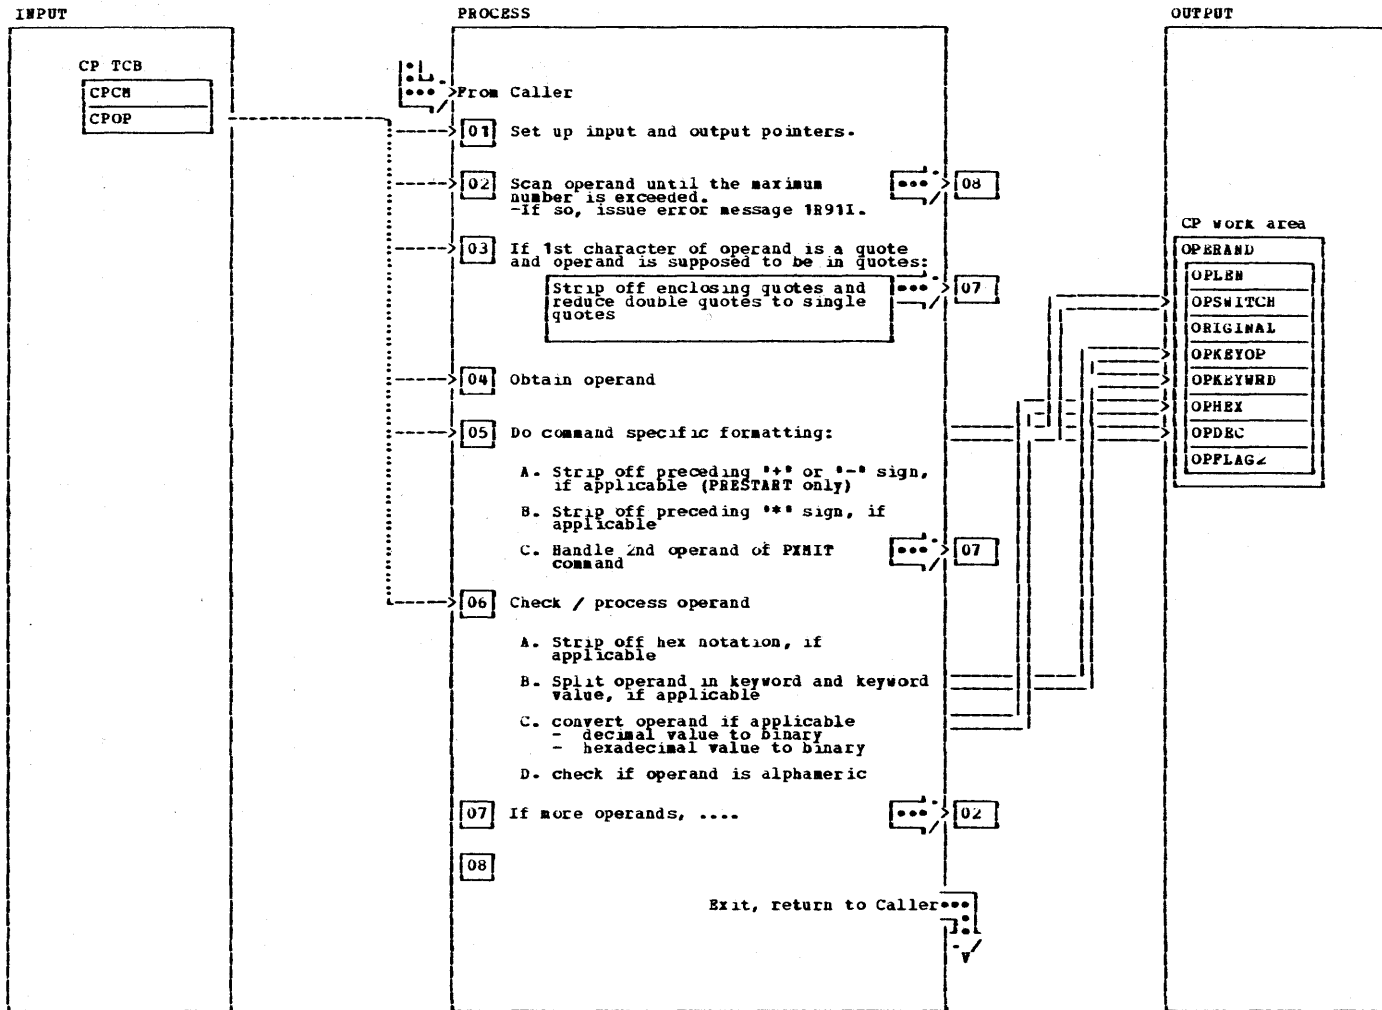 INPUT
PROCESS
OUTPUT
CP TCB
CPCM
CPOP
From Caller
01 Set up input and output pointers.
02 Scan operand until the maximum
number is exceeded.
-If so, issue error message 1R91I.
08
03 If 1st character of operand is a quote
and operand is supposed to be in quotes:
Strip off enclosing quotes and
reduce double quotes to single
quotes
07
04 Obtain operand
05 Do command specific formatting:
A. Strip off preceding "+" or "-" sign,
if applicable (PRESTART only)
B. Strip off preceding "*" sign, if
applicable
C. Handle 2nd operand of PXMIT
command
07
06 Check / process operand
A. Strip off hex notation, if
applicable
B. Split operand in keyword and keyword
value, if applicable
C. convert operand if applicable
- decimal value to binary
- hexadecimal value to binary
D. check if operand is alphameric
07 If more operands, ....
02
08
Exit, return to Caller
CP work area
OPERAND
OPLEN
OPSWITCH
ORIGINAL
OPKEYOP
OPKEYWRD
OPHEX
OPDEC
OPFLAG2